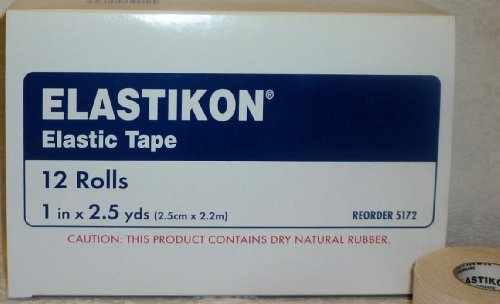 ELASTIKON®
Elastic Tape
12 Rolls
1 in x 2.5 yds (2.5cm x 2.2m)
REORDER 5172
CAUTION: THIS PRODUCT CONTAINS DRY NATURAL RUBBER.
ELASTIKON